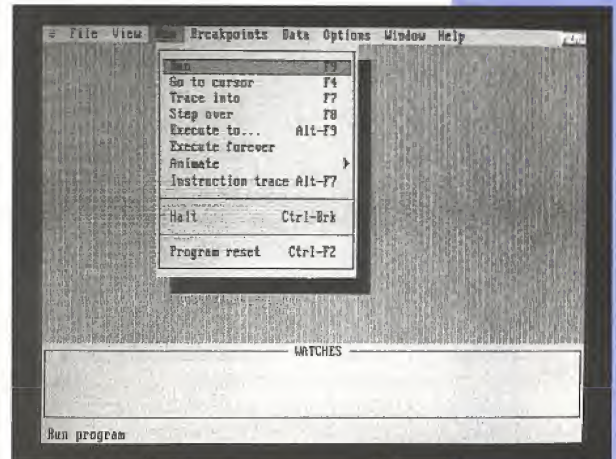 ≡ File View Run Breakpoints Data Options Window Help
Run F9
Go to cursor F4
Trace into F7
Step over F8
Execute to... Alt-F9
Execute forever
Animate
Instruction trace Alt-F7
Halt Ctrl-Brk
Program reset Ctrl-F2
WATCHES
Run program